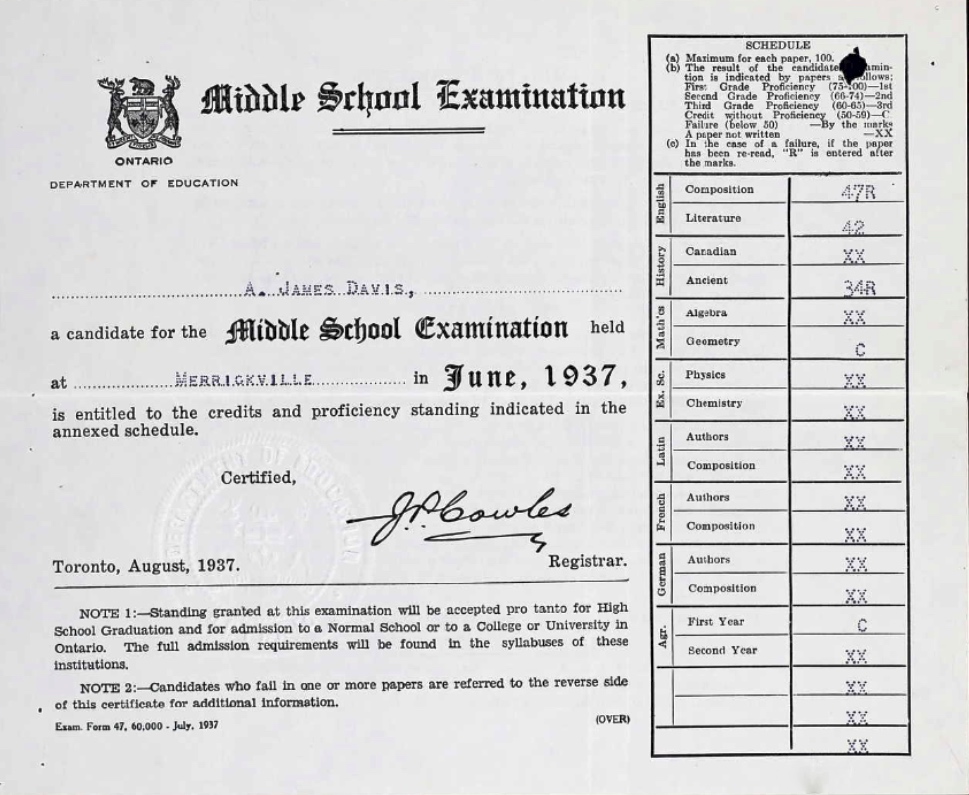 Middle School Examination
ONTARIO
DEPARTMENT OF EDUCATION
A. JAMES DAVIS,
a candidate for the Middle School Examination held
at MERRICKVILLE in June, 1937,
is entitled to the credits and proficiency standing indicated in the
annexed schedule.
Certified,
J.P. Cowles
Toronto, August, 1937. Registrar.
NOTE 1:—Standing granted at this examination will be accepted pro tanto for High
School Graduation and for admission to a Normal School or to a College or University in
Ontario. The full admission requirements will be found in the syllabuses of these
institutions.
NOTE 2:—Candidates who fail in one or more papers are referred to the reverse side
of this certificate for additional information.
Exam. Form 47, 60,000 - July, 1937 (OVER)
SCHEDULE
(a) Maximum for each paper, 100.
(b) The result of the candidate
tion is indicated by papers
First Grade Proficiency (75-100)—1st
Second Grade Proficiency (66-74)—2nd
Third Grade Proficiency (60-65)—3rd
Credit without Proficiency (50-59)—C
Failure (below 50) —By the marks
A paper not written —XX
(c) In the case of a failure, if the paper
has been re-read, "R" is entered after
the marks.
English
Composition 47R
Literature 42
History
Canadian XX
Ancient 34R
Math'cs
Algebra XX
Geometry C
Ex. Sc.
Physics XX
Chemistry XX
Latin
Authors XX
Composition XX
French
Authors XX
Composition XX
German
Authors XX
Composition XX
Agr.
First Year C
Second Year XX
XX
XX
XX